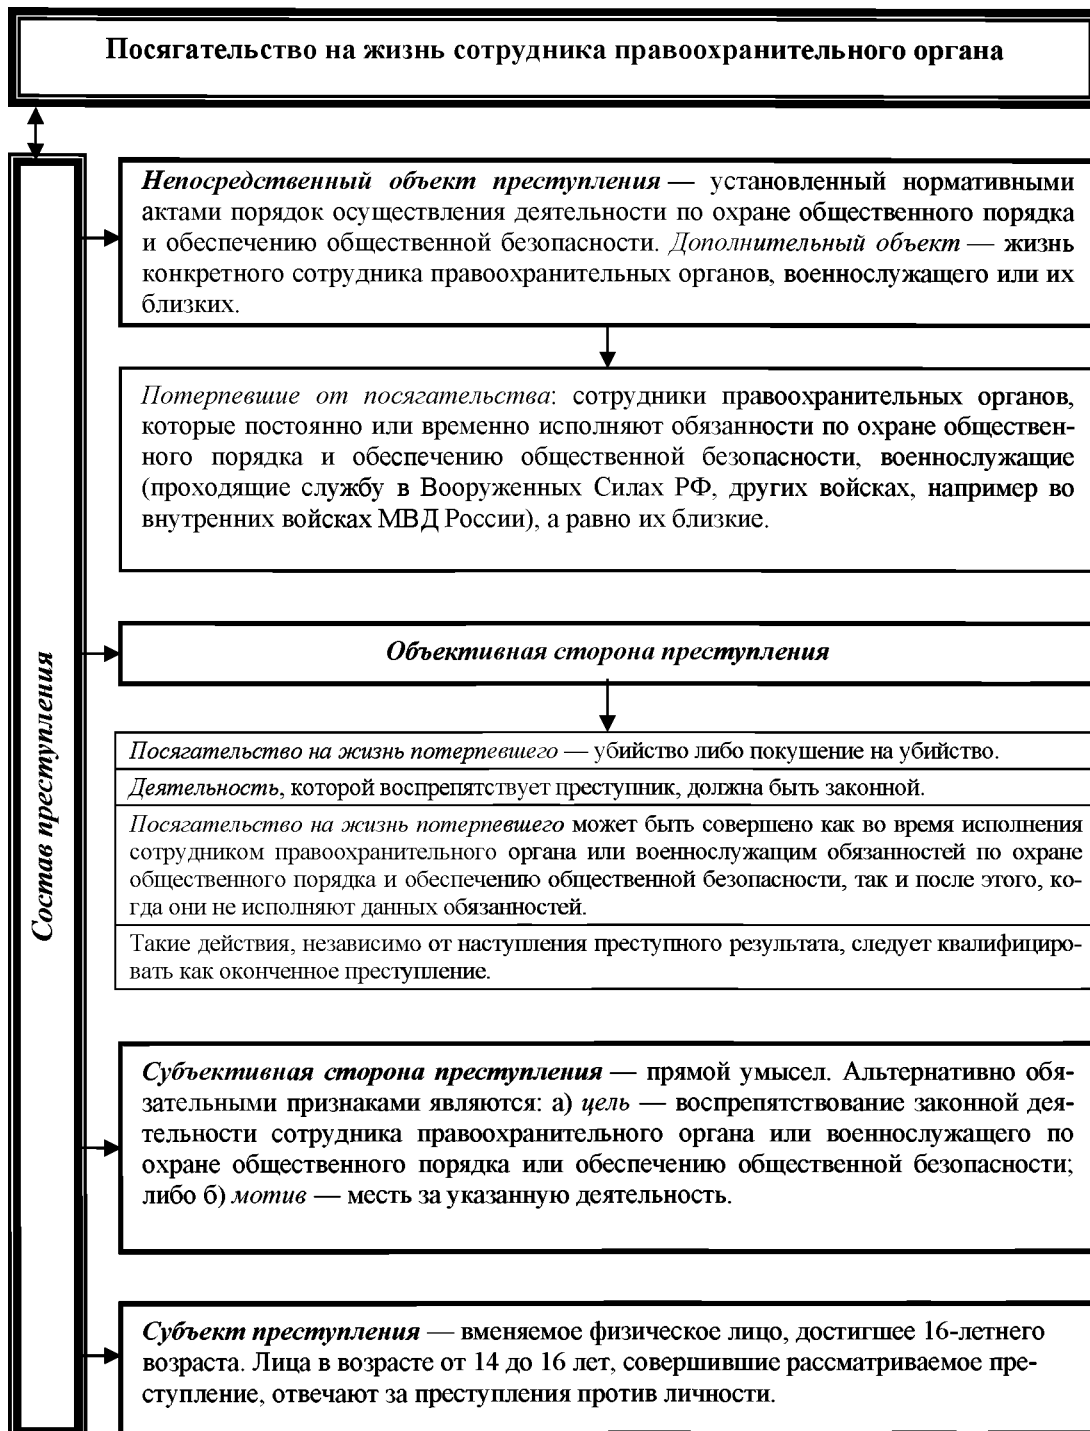 Посягательство на жизнь сотрудника правоохранительного органа
Состав преступления
Непосредственный объект преступления — установленный нормативными
актами порядок осуществления деятельности по охране общественного порядка
и обеспечению общественной безопасности. Дополнительный объект — жизнь
конкретного сотрудника правоохранительных органов, военнослужащего или их
близких.
Потерпевшие от посягательства: сотрудники правоохранительных органов,
которые постоянно или временно исполняют обязанности по охране обществен-
ного порядка и обеспечению общественной безопасности, военнослужащие
(проходящие службу в Вооруженных Силах РФ, других войсках, например во
внутренних войсках МВД России), а равно их близкие.
Объективная сторона преступления
Посягательство на жизнь потерпевшего — убийство либо покушение на убийство.
Деятельность, которой воспрепятствует преступник, должна быть законной.
Посягательство на жизнь потерпевшего может быть совершено как во время исполнения
сотрудником правоохранительного органа или военнослужащим обязанностей по охране
общественного порядка и обеспечению общественной безопасности, так и после этого, ко-
гда они не исполняют данных обязанностей.
Такие действия, независимо от наступления преступного результата, следует квалифициро-
вать как оконченное преступление.
Субъективная сторона преступления — прямой умысел. Альтернативно обя-
зательными признаками являются: а) цель — воспрепятствование законной дея-
тельности сотрудника правоохранительного органа или военнослужащего по
охране общественного порядка или обеспечению общественной безопасности;
либо б) мотив — месть за указанную деятельность.
Субъект преступления — вменяемое физическое лицо, достигшее 16-летнего
возраста. Лица в возрасте от 14 до 16 лет, совершившие рассматриваемое пре-
ступление, отвечают за преступления против личности.